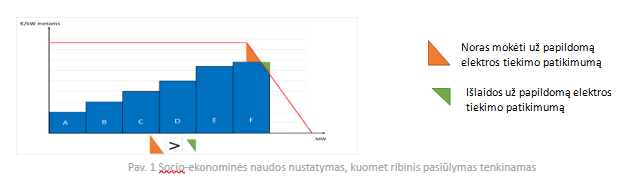 €/kW metams
A B C D E F
MW
>
Noras mokėti už papildomą
elektros tiekimo patikimumą
Išlaidos už papildomą elektros
tiekimo patikimumą
Pav. 1 Socio-ekonominės naudos nustatymas, kuomet ribinis pasiūlymas tenkinamas